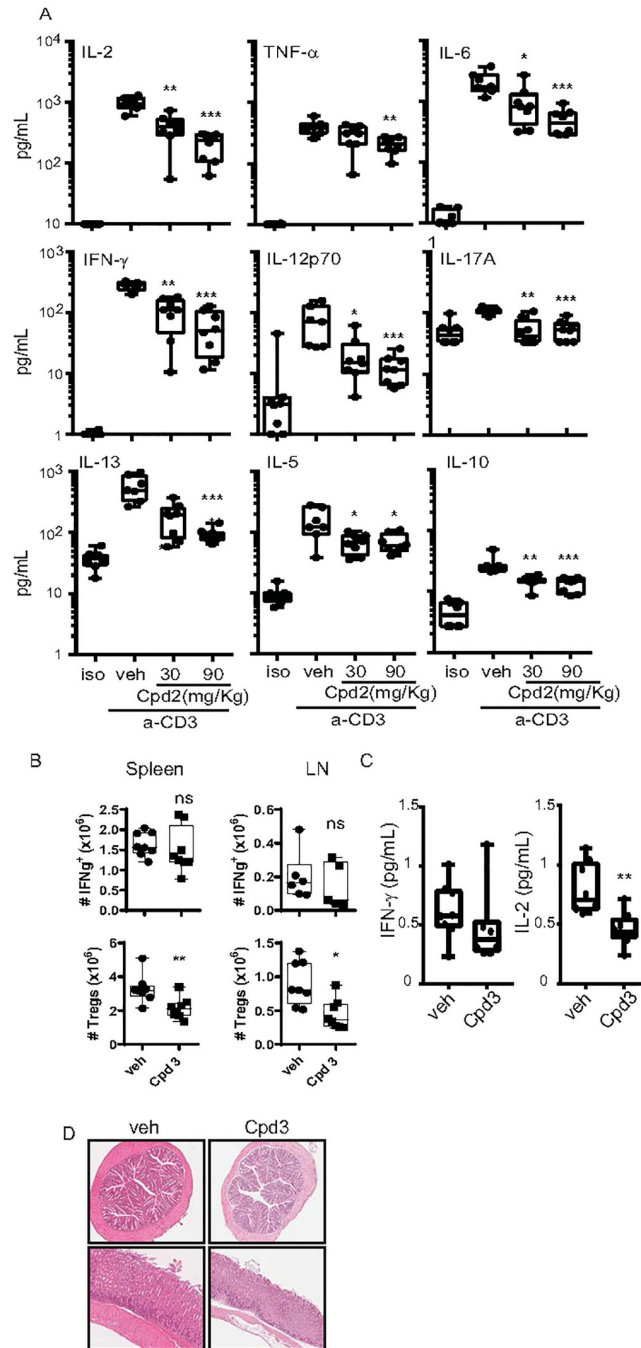 A
IL-2 TNF-α IL-6
10⁴
10³
10²
10
pg/mL
** ***
**
* ***
IFN-γ IL-12p70 1 IL-17A
10³
10²
10
1
pg/mL
** ***
* ***
** ***
IL-13 IL-5 IL-10
10³
10²
10
1
pg/mL
* ***
* *
** ***
iso veh 30 90 iso veh 30 90 iso veh 30 90
Cpd2(mg/Kg) Cpd2(mg/Kg) Cpd2(mg/Kg)
a-CD3 a-CD3 a-CD3
B
Spleen LN
# IFNg⁺ (x10⁶)
2.5
2.0
1.5
1.0
0.5
0.0
ns
# IFNg⁺ (x10⁶)
0.6
0.4
0.2
0.0
ns
# Tregs (x10⁶)
6
4
2
0
**
# Tregs (x10⁶)
1.5
1.0
0.5
0.0
*
veh Cpd 3 veh Cpd 3
C
IFN-γ (pg/mL)
1.5
1
0.5
0
veh Cpd3
IL-2 (pg/mL)
1.5
1
0.5
0
**
veh Cpd3
D
veh Cpd3